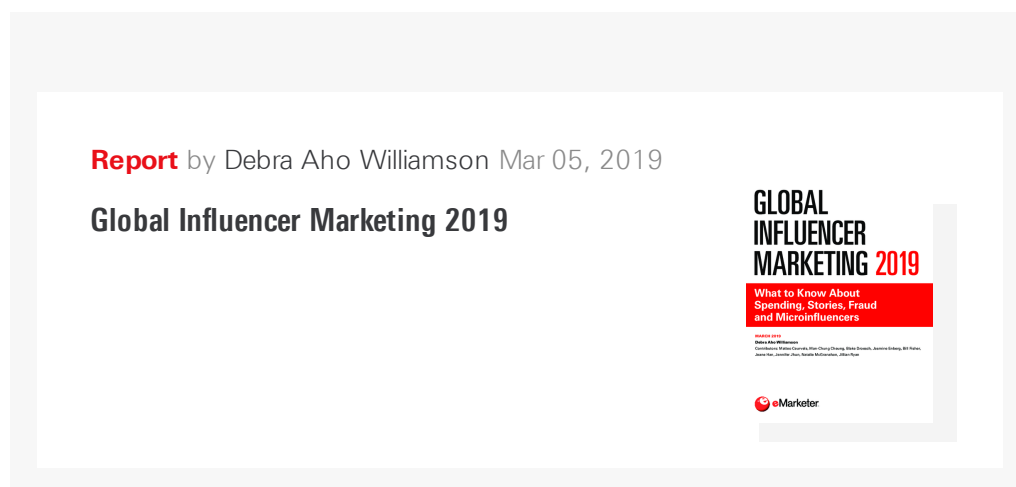 Report by Debra Aho Williamson Mar 05, 2019
Global Influencer Marketing 2019
GLOBAL
INFLUENCER
MARKETING 2019
What to Know About
Spending, Stories, Fraud
and Microinfluencers
MARCH 2019
Debra Aho Williamson
eMarketer